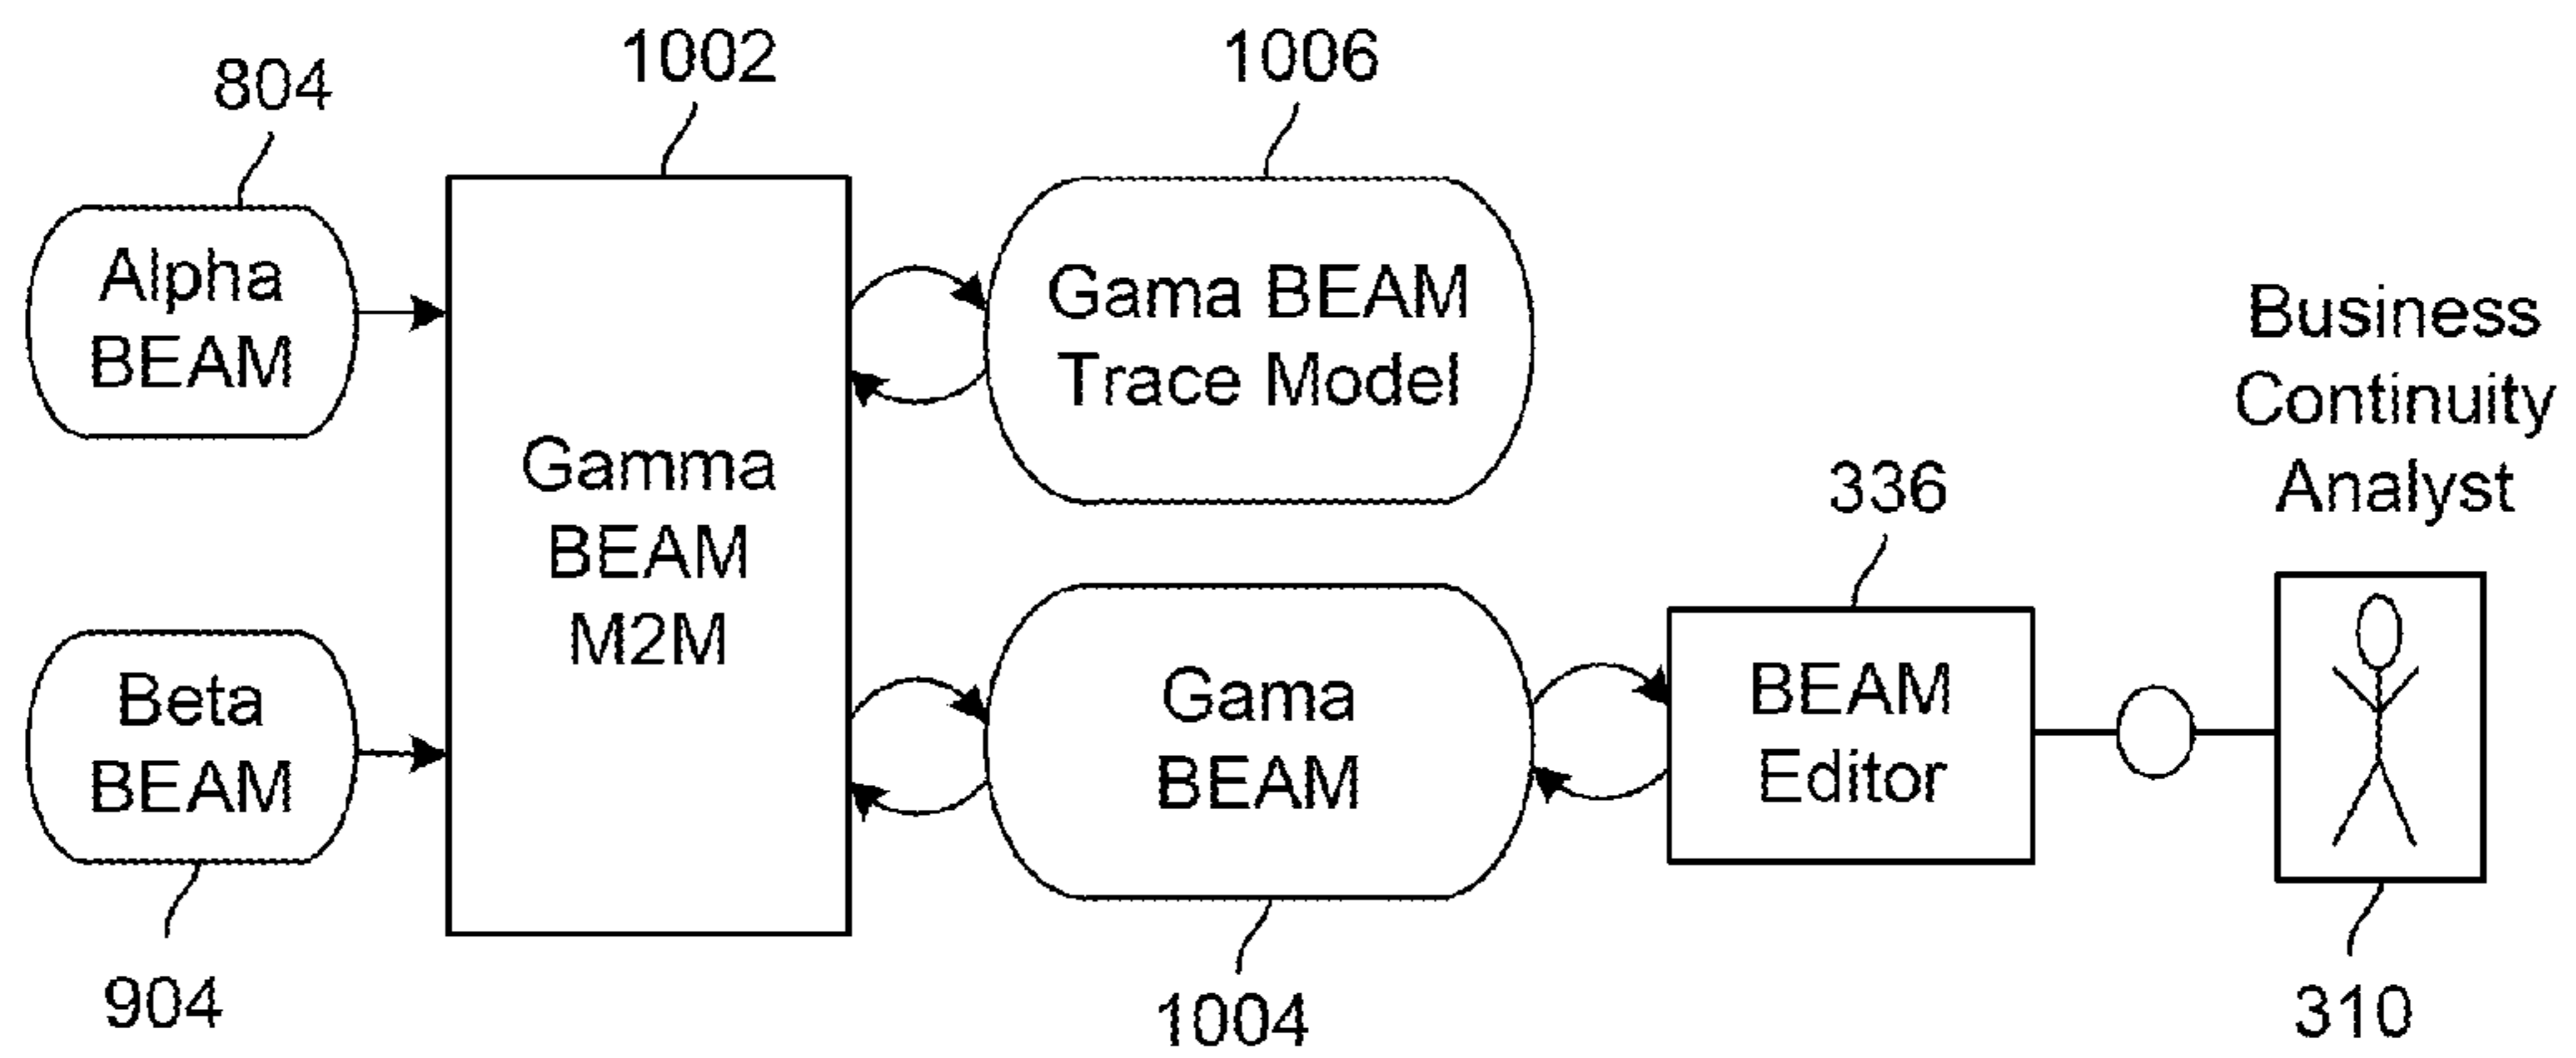 804
1002
1006
Alpha
BEAM
Gamma
BEAM
M2M
Gama BEAM
Trace Model
Business
Continuity
Analyst
336
Beta
BEAM
Gama
BEAM
BEAM
Editor
904
1004
310